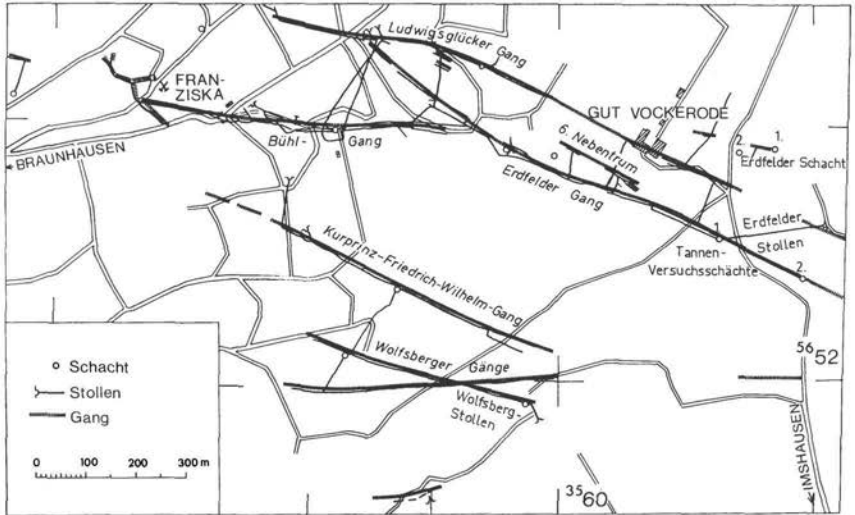 Ludwigsglücker Gang
FRAN-
ZISKA
GUT VOCKERODE
Bühl- Gang
6. Nebentrum
2. 1.
Erdfelder Schacht
← BRAUNHAUSEN
Erdfelder Gang
Erdfelder
Stollen
1.
Tannen-
Versuchsschächte
2.
Kurprinz-Friedrich-Wilhelm-Gang
Wolfsberger Gänge
56 52
Wolfsberg-
Stollen
← IMSHAUSEN
35 60
Schacht
Stollen
Gang
0 100 200 300 m